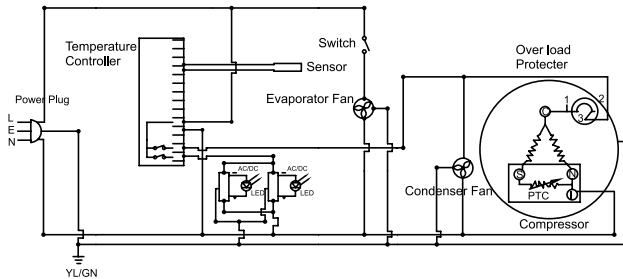 Temperature
Controller
Switch
Sensor
Over load
Protecter
Evaporator Fan
Power Plug
L
E
N
1
2
3
C
AC/DC
AC/DC
LED
LED
S
N
PTC
L
Condenser Fan
Compressor
YL/GN